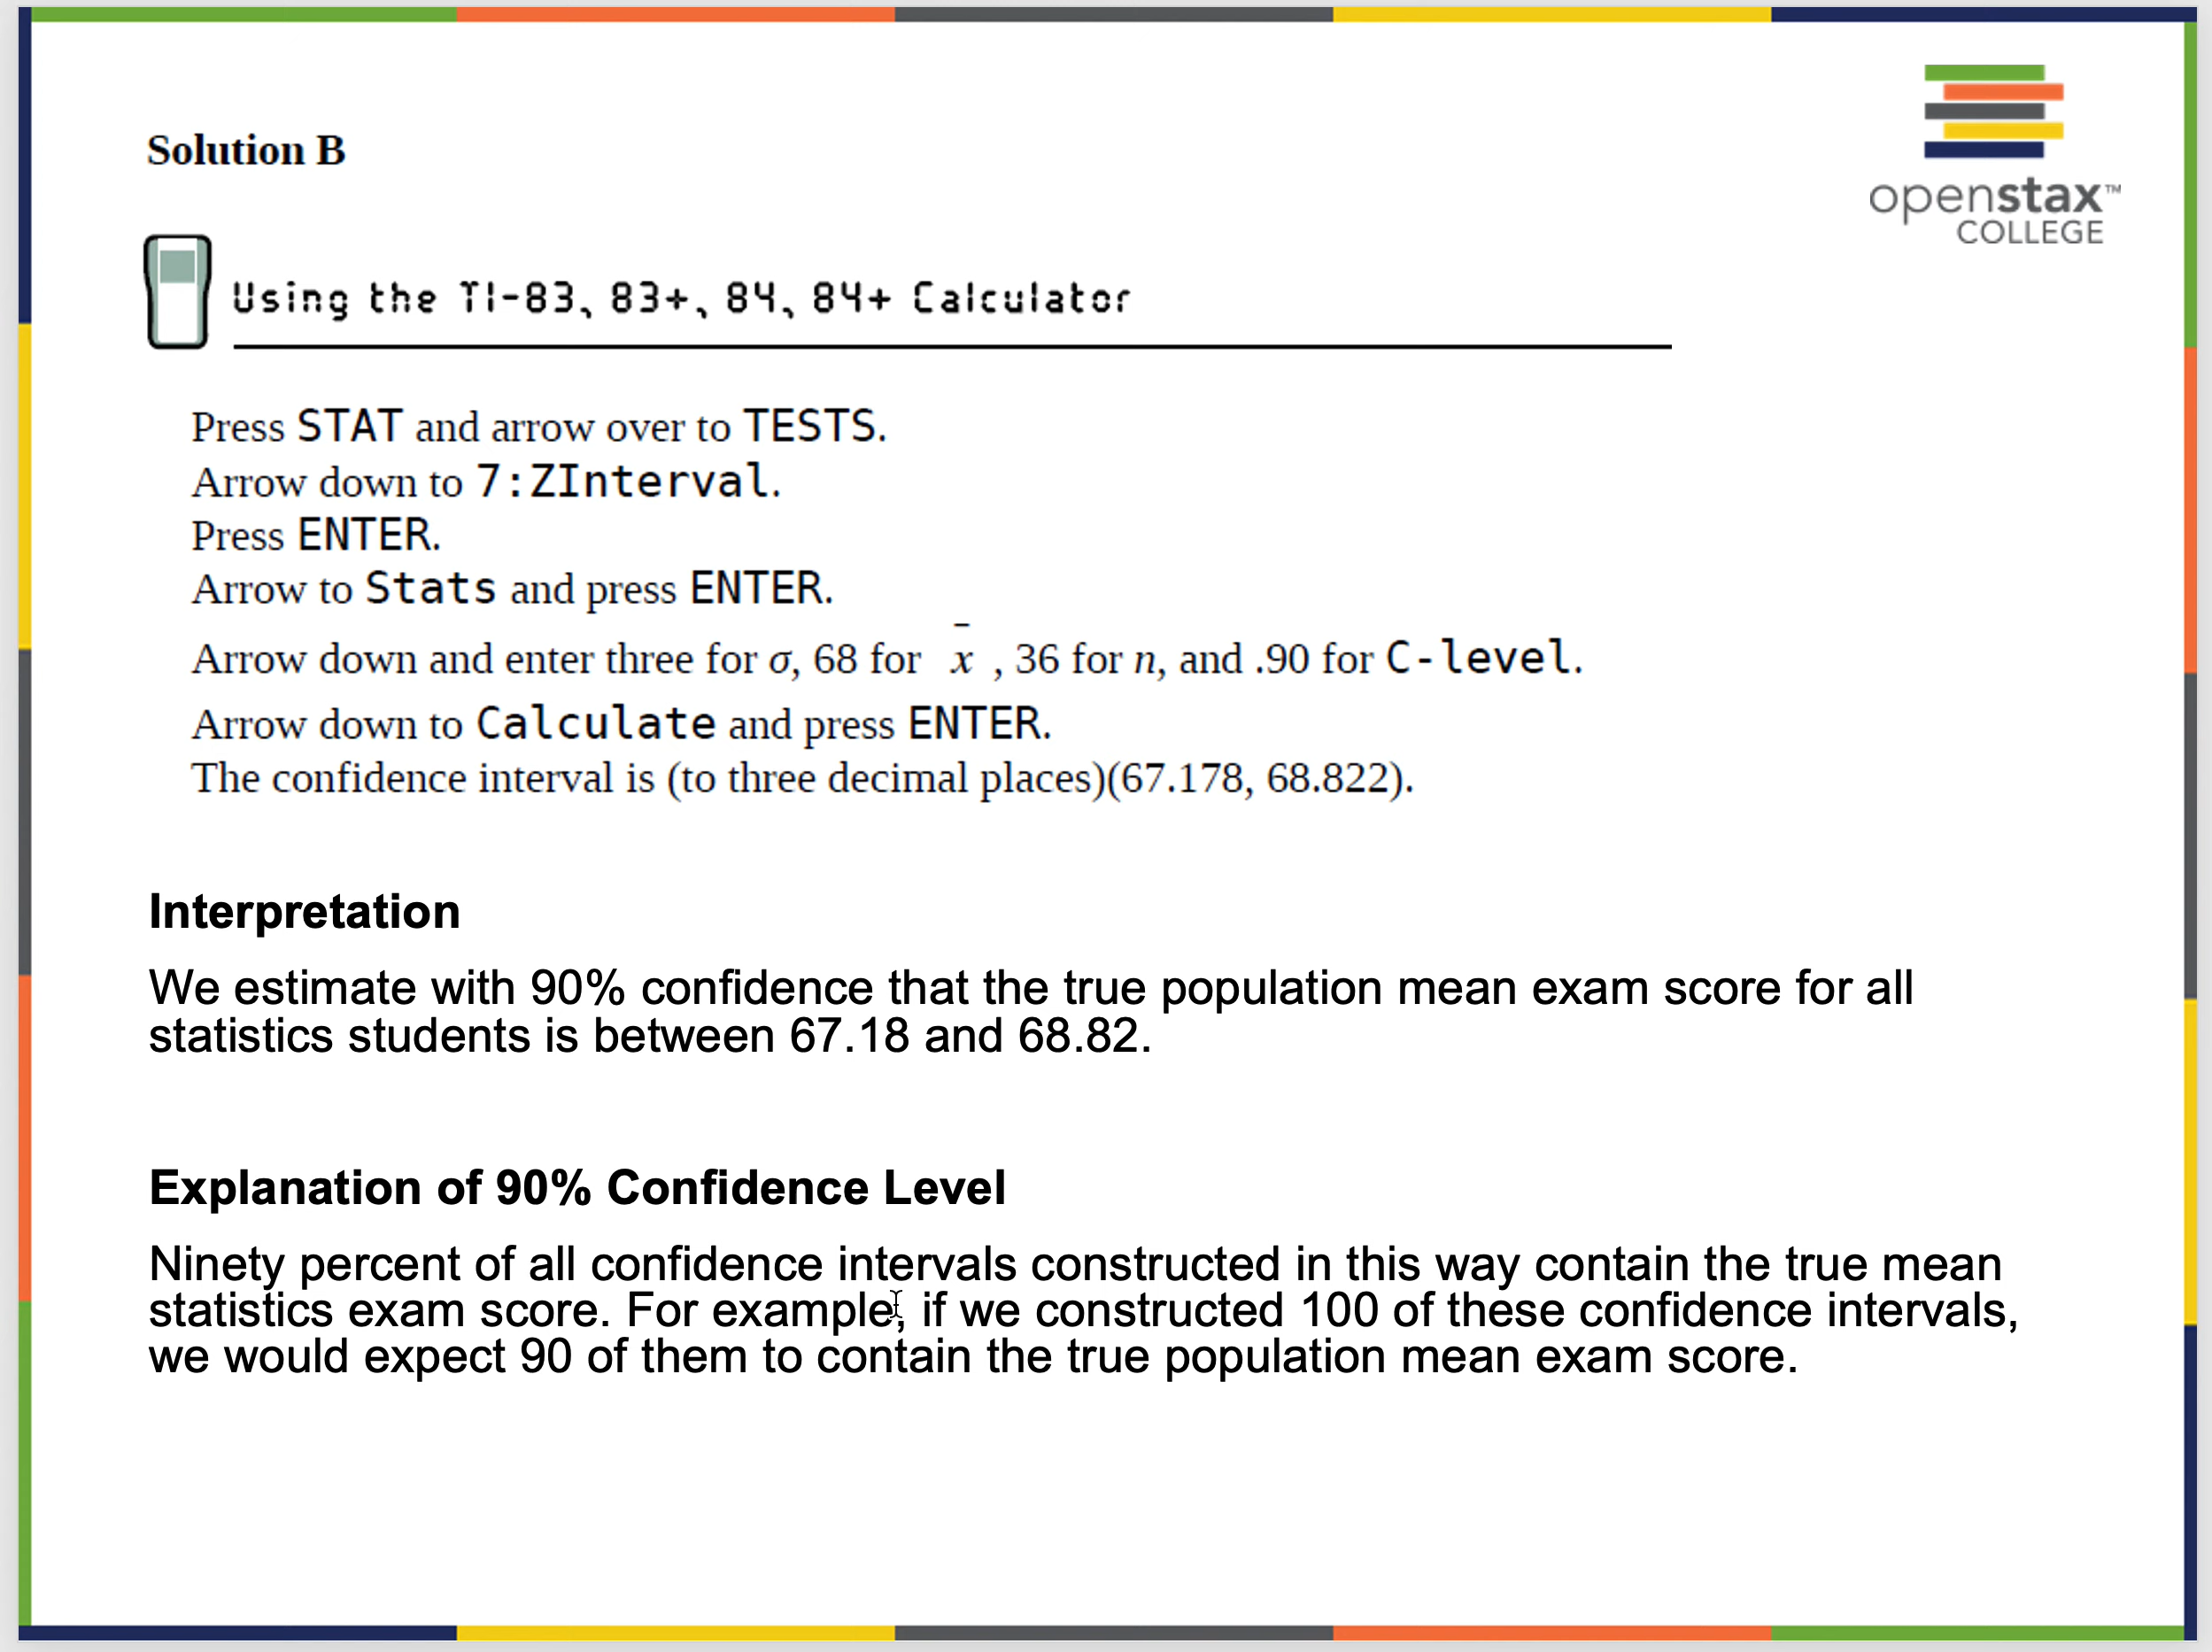 openstax™
COLLEGE
Solution B
Using the TI-83, 83+, 84, 84+ Calculator
Press STAT and arrow over to TESTS.
Arrow down to 7:ZInterval.
Press ENTER.
Arrow to Stats and press ENTER.
Arrow down and enter three for σ, 68 for x̄ , 36 for n, and .90 for C-level.
Arrow down to Calculate and press ENTER.
The confidence interval is (to three decimal places)(67.178, 68.822).
Interpretation
We estimate with 90% confidence that the true population mean exam score for all
statistics students is between 67.18 and 68.82.
Explanation of 90% Confidence Level
Ninety percent of all confidence intervals constructed in this way contain the true mean
statistics exam score. For example, if we constructed 100 of these confidence intervals,
we would expect 90 of them to contain the true population mean exam score.